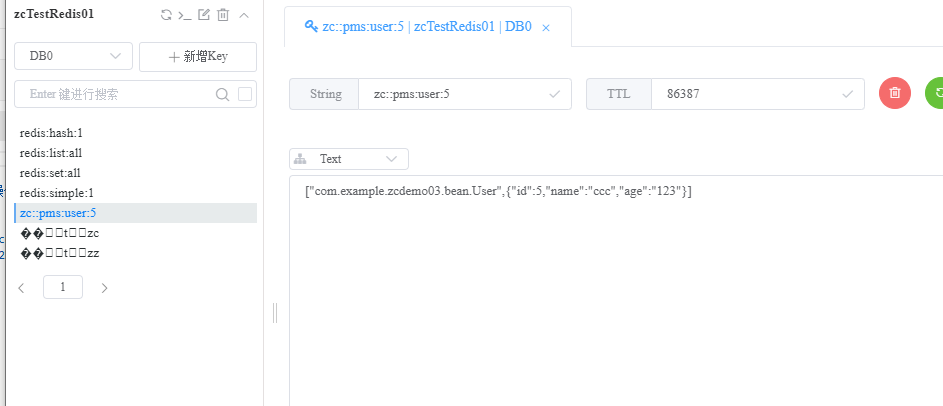 zcTestRedis01
DB0
新增Key
Enter 键进行搜索
redis:hash:1
redis:list:all
redis:set:all
redis:simple:1
zc::pms:user:5
��□□t□□zc
��□□t□□zz
1
zc::pms:user:5 | zcTestRedis01 | DB0
String
zc::pms:user:5
TTL
86387
Text
["com.example.zcdemo03.bean.User",{"id":5,"name":"ccc","age":"123"}]